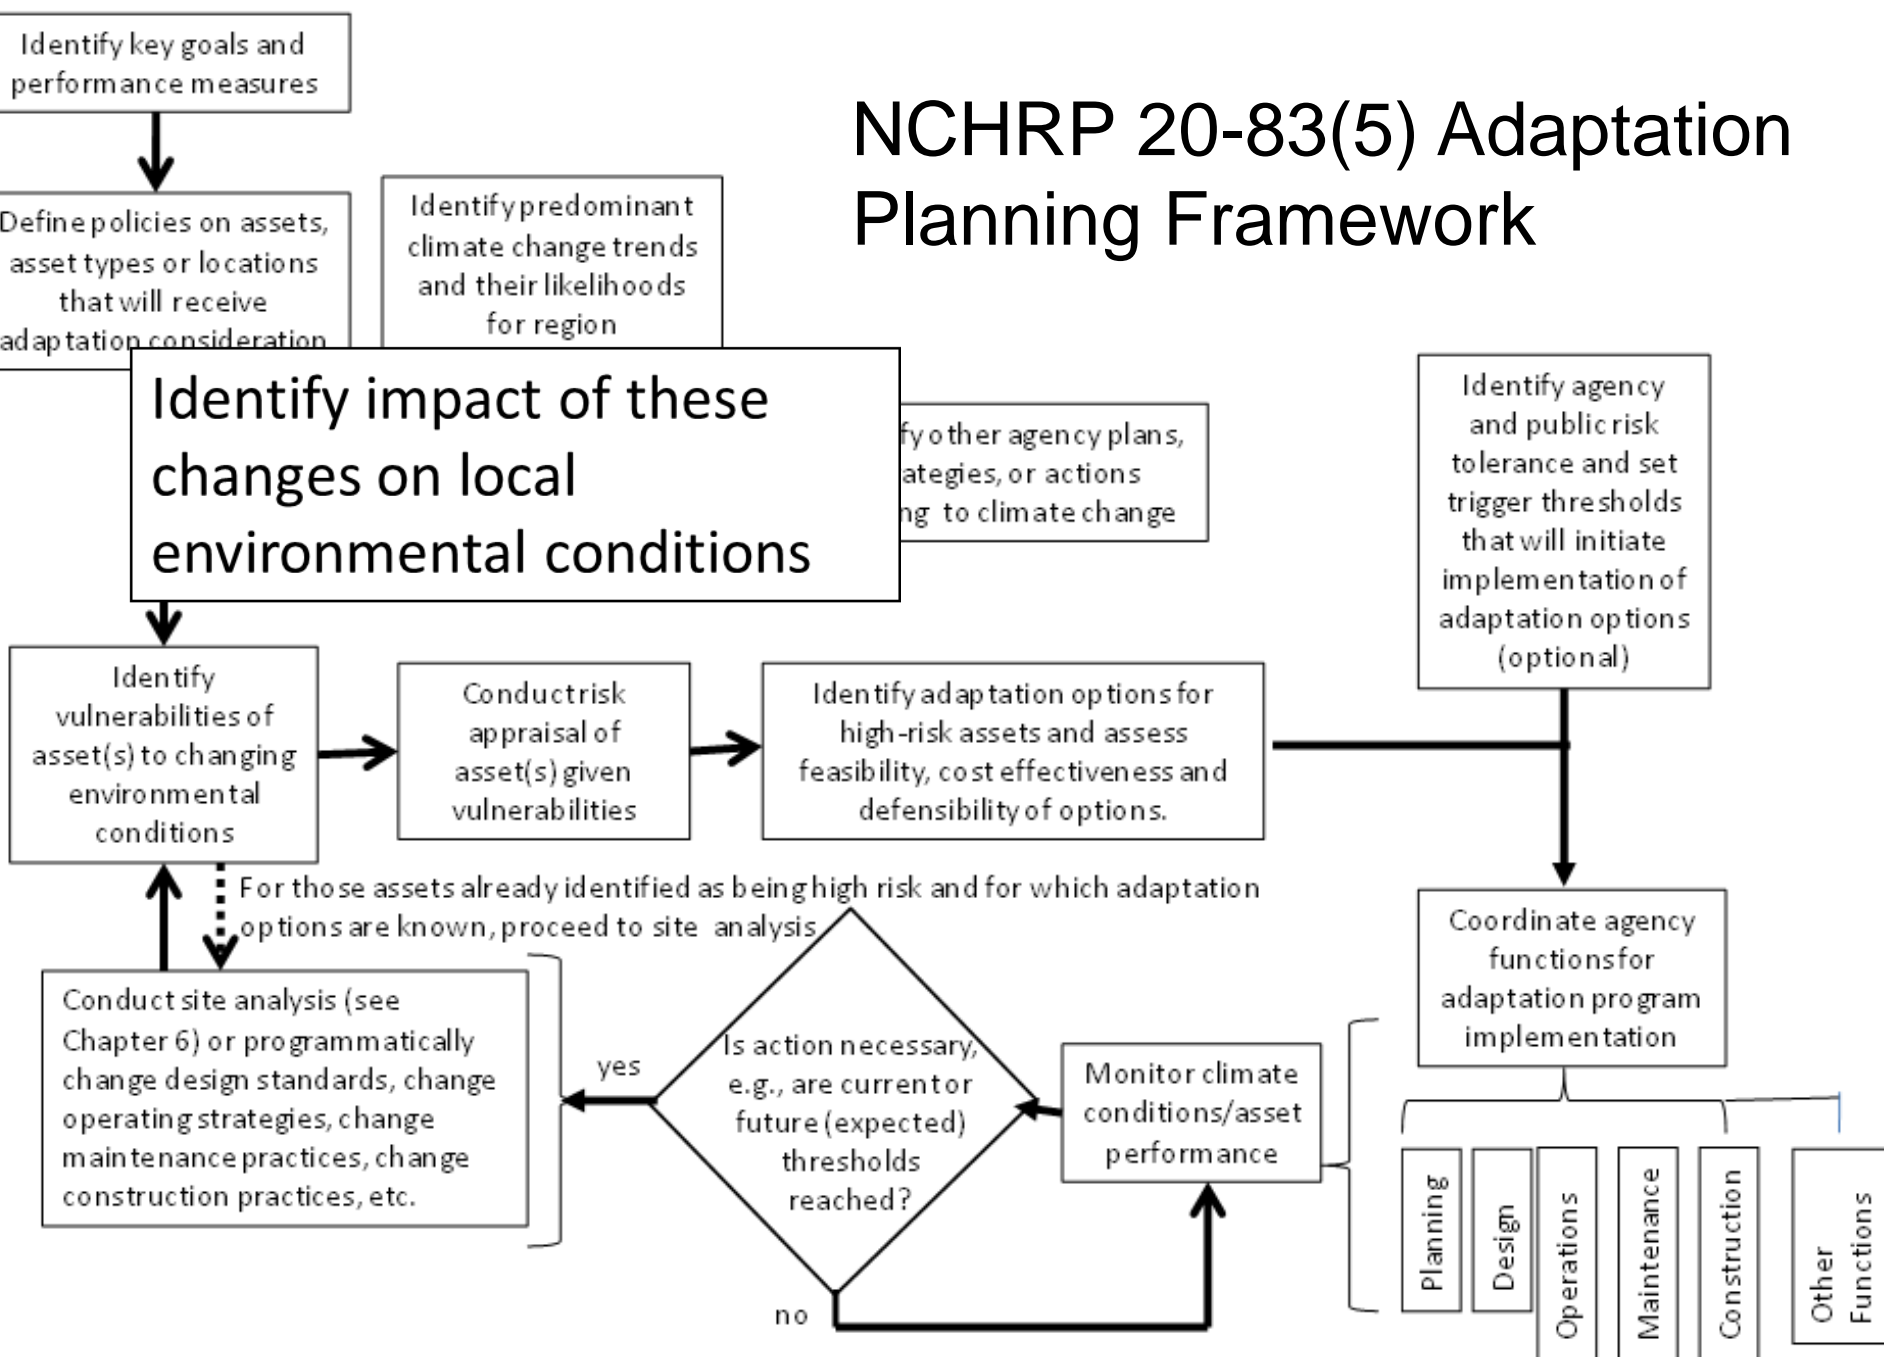 Identify key goals and
performance measures
NCHRP 20-83(5) Adaptation
Planning Framework
Define policies on assets,
asset types or locations
that will receive
adaptation consideration
Identify predominant
climate change trends
and their likelihoods
for region
Identify impact of these
changes on local
environmental conditions
other agency plans,
or actions
to climate change
Identify agency
and public risk
tolerance and set
trigger thresholds
that will initiate
implementation of
adaptation options
(optional)
Identify
vulnerabilities of
asset(s) to changing
environmental
conditions
Conduct risk
appraisal of
asset(s) given
vulnerabilities
Identify adaptation options for
high-risk assets and assess
feasibility, cost effectiveness and
defensibility of options.
For those assets already identified as being high risk and for which adaptation
options are known, proceed to site analysis
Coordinate agency
functions for
adaptation program
implementation
Conduct site analysis (see
Chapter 6) or programmatically
change design standards, change
operating strategies, change
maintenance practices, change
construction practices, etc.
yes
Is action necessary,
e.g., are current or
future (expected)
thresholds
reached?
no
Monitor climate
conditions/asset
performance
Planning
Design
Operations
Maintenance
Construction
Other
Functions